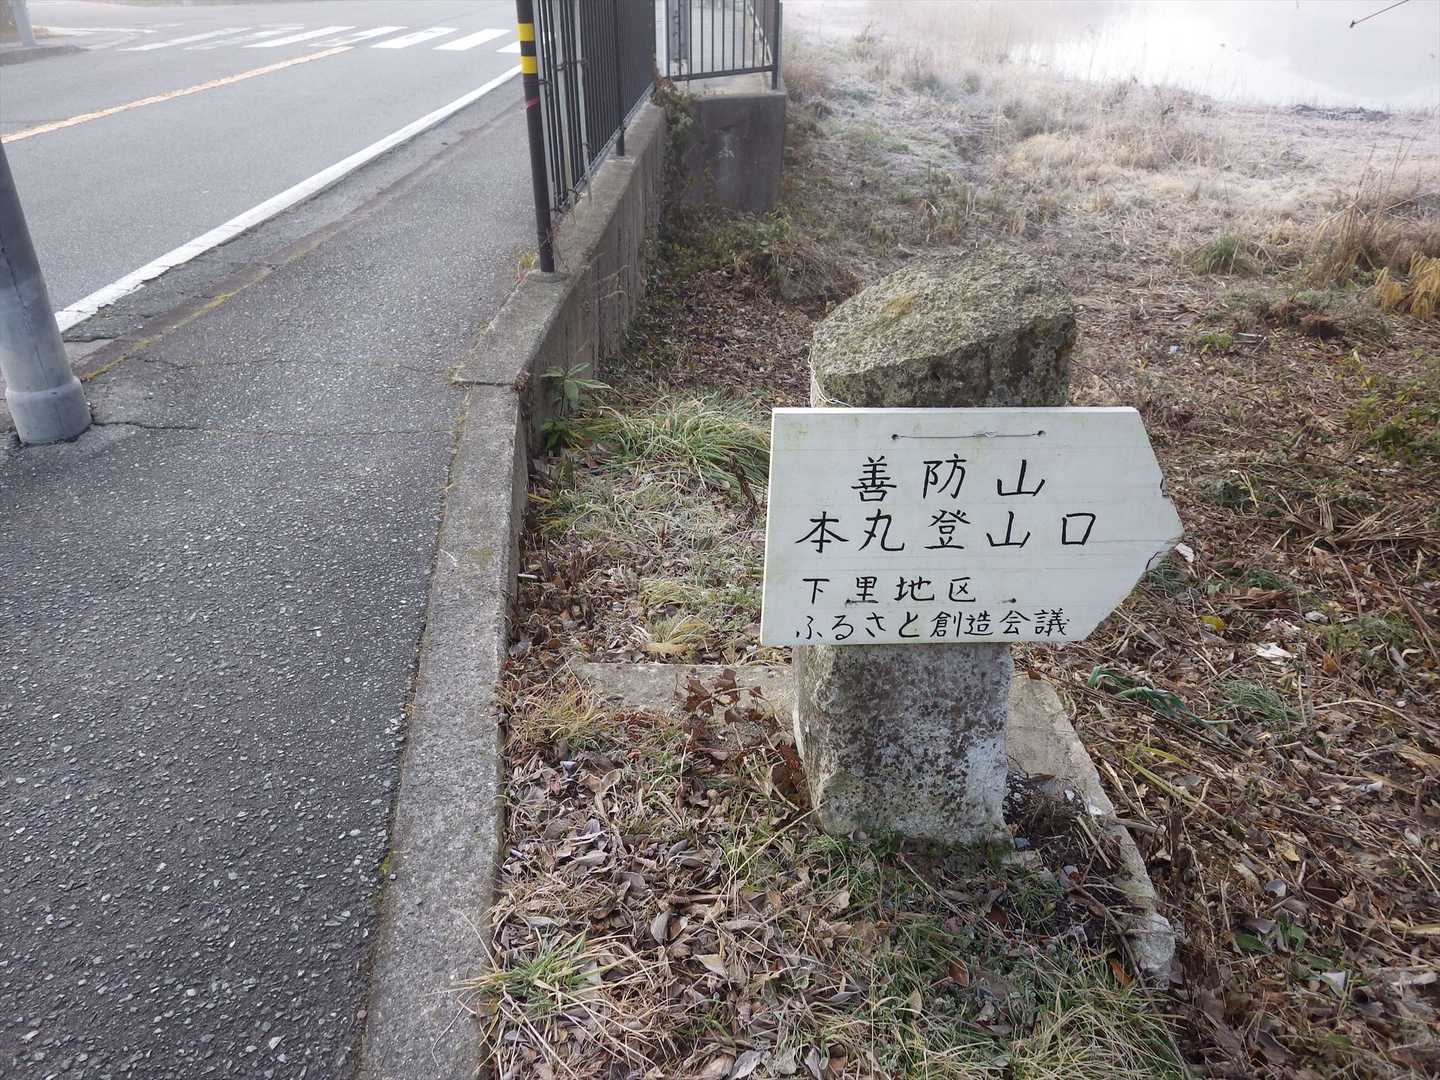 善防山
本丸登山口
下里地区
ふるさと創造会議